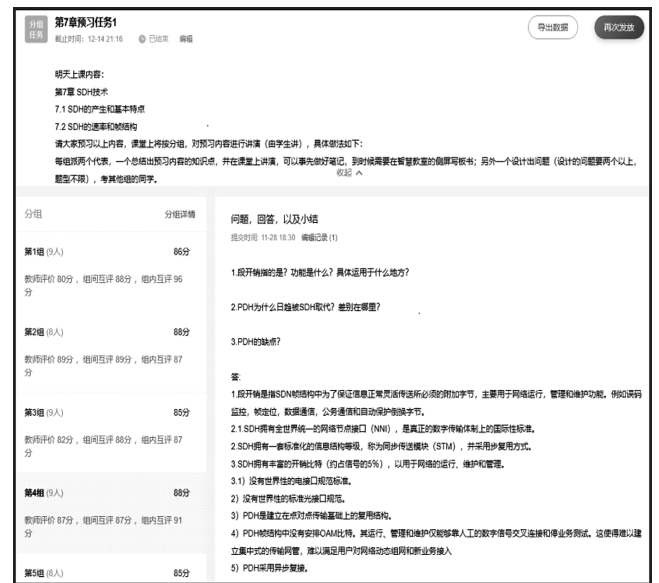 分组
任务
第7章预习任务1
截止时间: 12-14 21:16 已结束 编辑
导出数据
再次发放
明天上课内容:
第7章 SDH技术
7.1 SDH的产生和基本特点
7.2 SDH的速率和帧结构
请大家预习以上内容，课堂上将按分组，对预习内容进行讲演（由学生讲），具体做法如下：
每组派两个代表，一个总结出预习内容的知识点，并在课堂上讲演，可以事先做好笔记，到时候需要在智慧教室的侧屏写板书；另外一个设计出问题（设计的问题要两个以上，
题型不限），考其他组的同学。
收起
分组 分组详情
第1组 (9人) 86分
教师评价 80分，组间互评 88分，组内互评 96
分
第2组 (8人) 88分
教师评价 89分，组间互评 89分，组内互评 87
分
第3组 (9人) 85分
教师评价 82分，组间互评 88分，组内互评 87
分
第4组 (9人) 88分
教师评价 87分，组间互评 87分，组内互评 91
分
第5组 (8人) 85分
问题，回答，以及小结
提交时间: 11-28 18:30 编辑记录 (1)
1.段开销指的是？功能是什么？具体运用于什么地方？
2.PDH为什么日趋被SDH取代？差别在哪里？
3.PDH的缺点？
答:
1.段开销是指SDN帧结构中为了保证信息正常灵活传送所必须的附加字节，主要用于网络运行，管理和维护功能。例如误码
监控，帧定位，数据通信，公务通信和自动保护倒换字节。
2.1.SDH拥有全世界统一的网络节点接口（NNI），是真正的数字传输体制上的国际性标准。
2.SDH拥有一套标准化的信息结构等级，称为同步传送模块（STM），并采用步复用方式。
3.SDH拥有丰富的开销比特（约占信号的5%），以用于网络的运行、维护和管理。
3.1）没有世界性的电接口规范标准。
2）没有世界性的标准光接口规范。
3）PDH是建立在点对点传输基础上的复用结构。
4）PDH帧结构中没有安排OAM比特。其运行、管理和维护仅能够靠人工的数字信号交叉连接和停业务测试。这使得难以建
立集中式的传输网管，难以满足用户对网络动态组网和新业务接入
5）PDH采用异步复接。